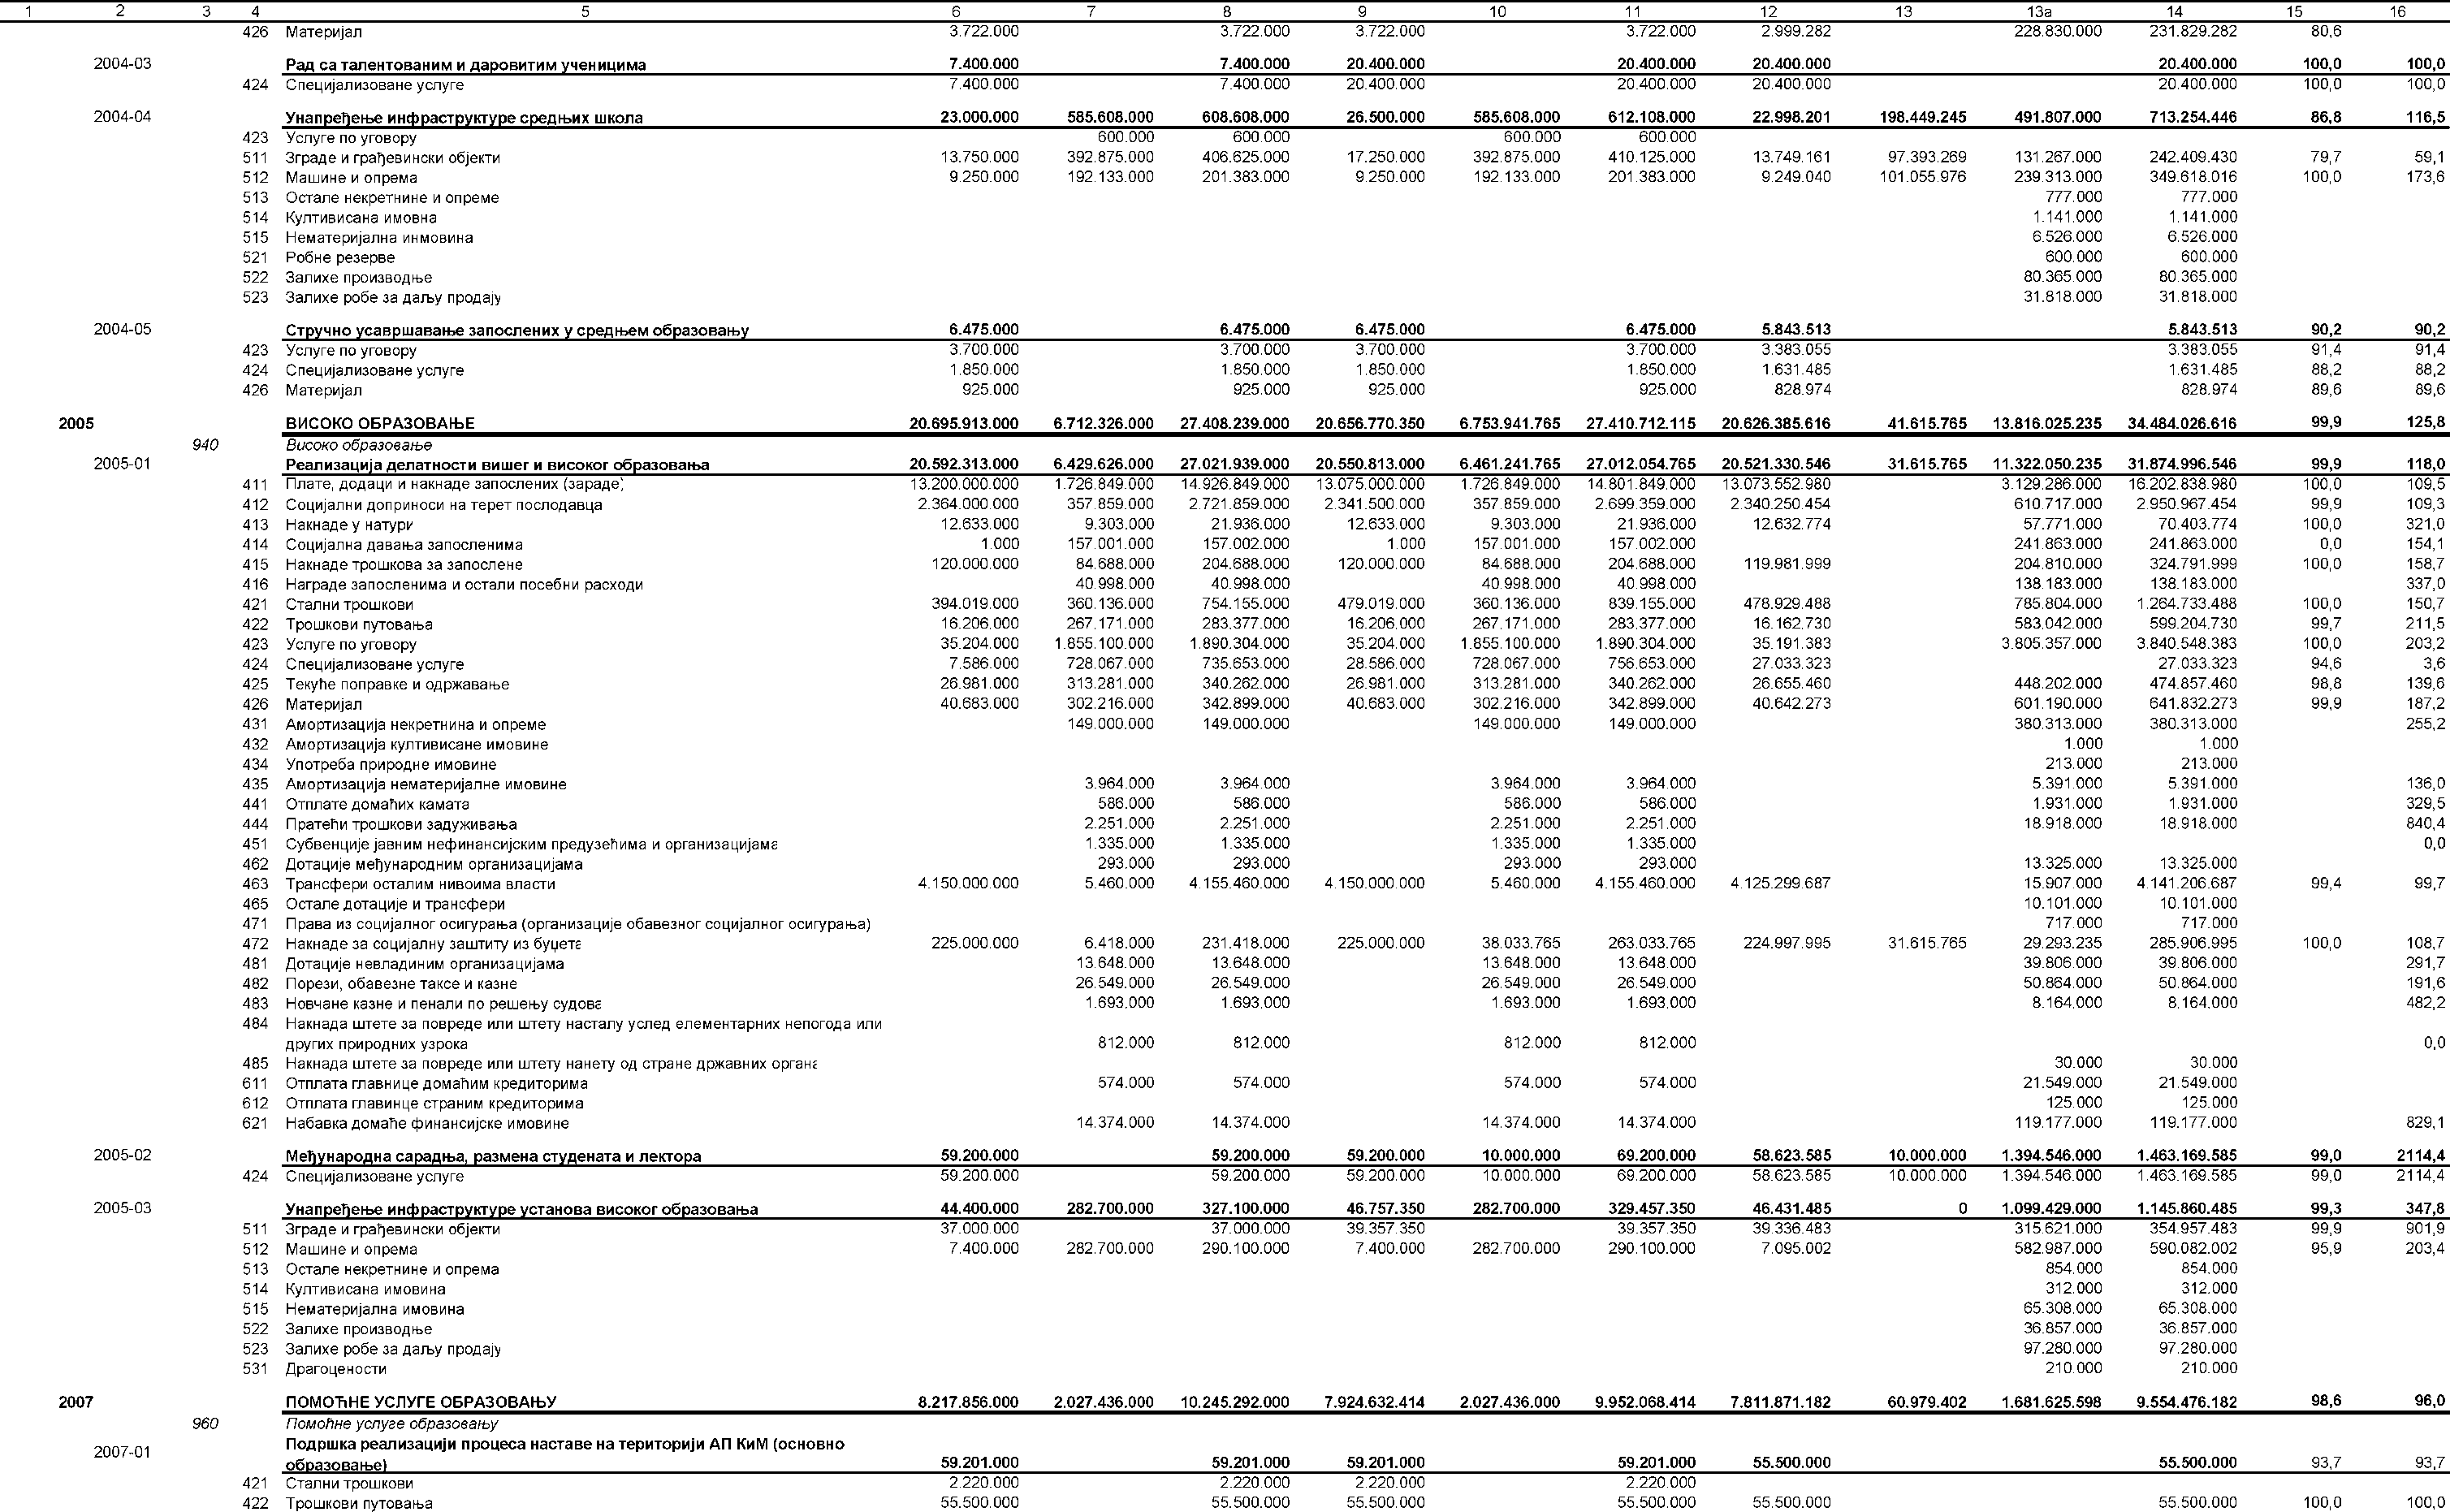 1 2 3 4 5 6 7 8 9 10 11 12 13 13a 14 15 16
426 Материјал 3.722.000 3.722.000 3.722.000 3.722.000 2.999.282 228.830.000 231.829.282 80,6
2004-03 Рад са талентованим и даровитим ученицима 7.400.000 7.400.000 20.400.000 20.400.000 20.400.000 20.400.000 100,0 100,0
424 Специјализоване услуге 7.400.000 7.400.000 20.400.000 20.400.000 20.400.000 20.400.000 100,0 100,0
2004-04 Унапређење инфраструктуре средњих школа 23.000.000 585.608.000 608.608.000 26.500.000 585.608.000 612.108.000 22.998.201 198.449.245 491.807.000 713.254.446 86,8 116,5
423 Услуге по уговору 600.000 600.000 600.000 600.000
511 Зграде и грађевински објекти 13.750.000 392.875.000 406.625.000 17.250.000 392.875.000 410.125.000 13.749.161 97.393.269 131.267.000 242.409.430 79,7 59,1
512 Машине и опрема 9.250.000 192.133.000 201.383.000 9.250.000 192.133.000 201.383.000 9.249.040 101.055.976 239.313.000 349.618.016 100,0 173,6
513 Остале некретнине и опреме 777.000 777.000
514 Култивисана имовна 1.141.000 1.141.000
515 Нематеријална инмовина 6.526.000 6.526.000
521 Робне резерве 600.000 600.000
522 Залихе производње 80.365.000 80.365.000
523 Залихе робе за даљу продају 31.818.000 31.818.000
2004-05 Стручно усавршавање запослених у средњем образовању 6.475.000 6.475.000 6.475.000 6.475.000 5.843.513 5.843.513 90,2 90,2
423 Услуге по уговору 3.700.000 3.700.000 3.700.000 3.700.000 3.383.055 3.383.055 91,4 91,4
424 Специјализоване услуге 1.850.000 1.850.000 1.850.000 1.850.000 1.631.485 1.631.485 88,2 88,2
426 Материјал 925.000 925.000 925.000 925.000 828.974 828.974 89,6 89,6
2005 ВИСОКО ОБРАЗОВАЊЕ 20.695.913.000 6.712.326.000 27.408.239.000 20.656.770.350 6.753.941.765 27.410.712.115 20.626.385.616 41.615.765 13.816.025.235 34.484.026.616 99,9 125,8
940 Високо образовање
2005-01 Реализација делатности вишег и високог образовања 20.592.313.000 6.429.626.000 27.021.939.000 20.550.813.000 6.461.241.765 27.012.054.765 20.521.330.546 31.615.765 11.322.050.235 31.874.996.546 99,9 118,0
411 Плате, додаци и накнаде запослених (зараде) 13.200.000.000 1.726.849.000 14.926.849.000 13.075.000.000 1.726.849.000 14.801.849.000 13.073.552.980 3.129.286.000 16.202.838.980 100,0 109,5
412 Социјални доприноси на терет послодавца 2.364.000.000 357.859.000 2.721.859.000 2.341.500.000 357.859.000 2.699.359.000 2.340.250.454 610.717.000 2.950.967.454 99,9 109,3
413 Накнаде у натури 12.633.000 9.303.000 21.936.000 12.633.000 9.303.000 21.936.000 12.632.774 57.771.000 70.403.774 100,0 321,0
414 Социјална давања запосленима 1.000 157.001.000 157.002.000 1.000 157.001.000 157.002.000 241.863.000 241.863.000 0,0 154,1
415 Накнаде трошкова за запослене 120.000.000 84.688.000 204.688.000 120.000.000 84.688.000 204.688.000 119.981.999 204.810.000 324.791.999 100,0 158,7
416 Награде запосленима и остали посебни расходи 40.998.000 40.998.000 40.998.000 40.998.000 138.183.000 138.183.000 337,0
421 Стални трошкови 394.019.000 360.136.000 754.155.000 479.019.000 360.136.000 839.155.000 478.929.488 785.804.000 1.264.733.488 100,0 150,7
422 Трошкови путовања 16.206.000 267.171.000 283.377.000 16.206.000 267.171.000 283.377.000 16.162.730 583.042.000 599.204.730 99,7 211,5
423 Услуге по уговору 35.204.000 1.855.100.000 1.890.304.000 35.204.000 1.855.100.000 1.890.304.000 35.191.383 3.805.357.000 3.840.548.383 100,0 203,2
424 Специјализоване услуге 7.586.000 728.067.000 735.653.000 28.586.000 728.067.000 756.653.000 27.033.323 27.033.323 94,6 3,6
425 Текуће поправке и одржавање 26.981.000 313.281.000 340.262.000 26.981.000 313.281.000 340.262.000 26.655.460 448.202.000 474.857.460 98,8 139,6
426 Материјал 40.683.000 302.216.000 342.899.000 40.683.000 302.216.000 342.899.000 40.642.273 601.190.000 641.832.273 99,9 187,2
431 Амортизација некретнина и опреме 149.000.000 149.000.000 149.000.000 149.000.000 380.313.000 380.313.000 255,2
432 Амортизација култивисане имовине 1.000 1.000
434 Употреба природне имовине 213.000 213.000
435 Амортизација нематеријалне имовине 3.964.000 3.964.000 3.964.000 3.964.000 5.391.000 5.391.000 136,0
441 Отплате домаћих камата 586.000 586.000 586.000 586.000 1.931.000 1.931.000 329,5
444 Пратећи трошкови задуживања 2.251.000 2.251.000 2.251.000 2.251.000 18.918.000 18.918.000 840,4
451 Субвенције јавним нефинансијским предузећима и организацијама 1.335.000 1.335.000 1.335.000 1.335.000 0,0
462 Дотације међународним организацијама 293.000 293.000 293.000 293.000 13.325.000 13.325.000
463 Трансфери осталим нивоима власти 4.150.000.000 5.460.000 4.155.460.000 4.150.000.000 5.460.000 4.155.460.000 4.125.299.687 15.907.000 4.141.206.687 99,4 99,7
465 Остале дотације и трансфери 10.101.000 10.101.000
471 Права из социјалног осигурања (организације обавезног социјалног осигурања) 717.000 717.000
472 Накнаде за социјалну заштиту из буџета 225.000.000 6.418.000 231.418.000 225.000.000 38.033.765 263.033.765 224.997.995 31.615.765 29.293.235 285.906.995 100,0 108,7
481 Дотације невладиним организацијама 13.648.000 13.648.000 13.648.000 13.648.000 39.806.000 39.806.000 291,7
482 Порези, обавезне таксе и казне 26.549.000 26.549.000 26.549.000 26.549.000 50.864.000 50.864.000 191,6
483 Новчане казне и пенали по решењу судова 1.693.000 1.693.000 1.693.000 1.693.000 8.164.000 8.164.000 482,2
484 Накнада штете за повреде или штету насталу услед елементарних непогода или
других природних узрока 812.000 812.000 812.000 812.000 0,0
485 Накнада штете за повреде или штету нанету од стране државних органа 30.000 30.000
611 Отплата главнице домаћим кредиторима 574.000 574.000 574.000 574.000 21.549.000 21.549.000
612 Отплата главинце страним кредиторима 125.000 125.000
621 Набавка домаће финансијске имовине 14.374.000 14.374.000 14.374.000 14.374.000 119.177.000 119.177.000 829,1
2005-02 Међународна сарадња, размена студената и лектора 59.200.000 59.200.000 59.200.000 10.000.000 69.200.000 58.623.585 10.000.000 1.394.546.000 1.463.169.585 99,0 2114,4
424 Специјализоване услуге 59.200.000 59.200.000 59.200.000 10.000.000 69.200.000 58.623.585 10.000.000 1.394.546.000 1.463.169.585 99,0 2114,4
2005-03 Унапређење инфраструктуре установа високог образовања 44.400.000 282.700.000 327.100.000 46.757.350 282.700.000 329.457.350 46.431.485 0 1.099.429.000 1.145.860.485 99,3 347,8
511 Зграде и грађевински објекти 37.000.000 37.000.000 39.357.350 39.357.350 39.336.483 315.621.000 354.957.483 99,9 901,9
512 Машине и опрема 7.400.000 282.700.000 290.100.000 7.400.000 282.700.000 290.100.000 7.095.002 582.987.000 590.082.002 95,9 203,4
513 Остале некретнине и опрема 854.000 854.000
514 Култивисана имовина 312.000 312.000
515 Нематеријална имовина 65.308.000 65.308.000
522 Залихе производње 36.857.000 36.857.000
523 Залихе робе за даљу продају 97.280.000 97.280.000
531 Драгоцености 210.000 210.000
2007 ПОМОЋНЕ УСЛУГЕ ОБРАЗОВАЊУ 8.217.856.000 2.027.436.000 10.245.292.000 7.924.632.414 2.027.436.000 9.952.068.414 7.811.871.182 60.979.402 1.681.625.598 9.554.476.182 98,6 96,0
960 Помоћне услуге образовању
2007-01 Подршка реализацији процеса наставе на територији АП КиМ (основно
образовање) 59.201.000 59.201.000 59.201.000 59.201.000 55.500.000 55.500.000 93,7 93,7
421 Стални трошкови 2.220.000 2.220.000 2.220.000 2.220.000
422 Трошкови путовања 55.500.000 55.500.000 55.500.000 55.500.000 55.500.000 55.500.000 100,0 100,0